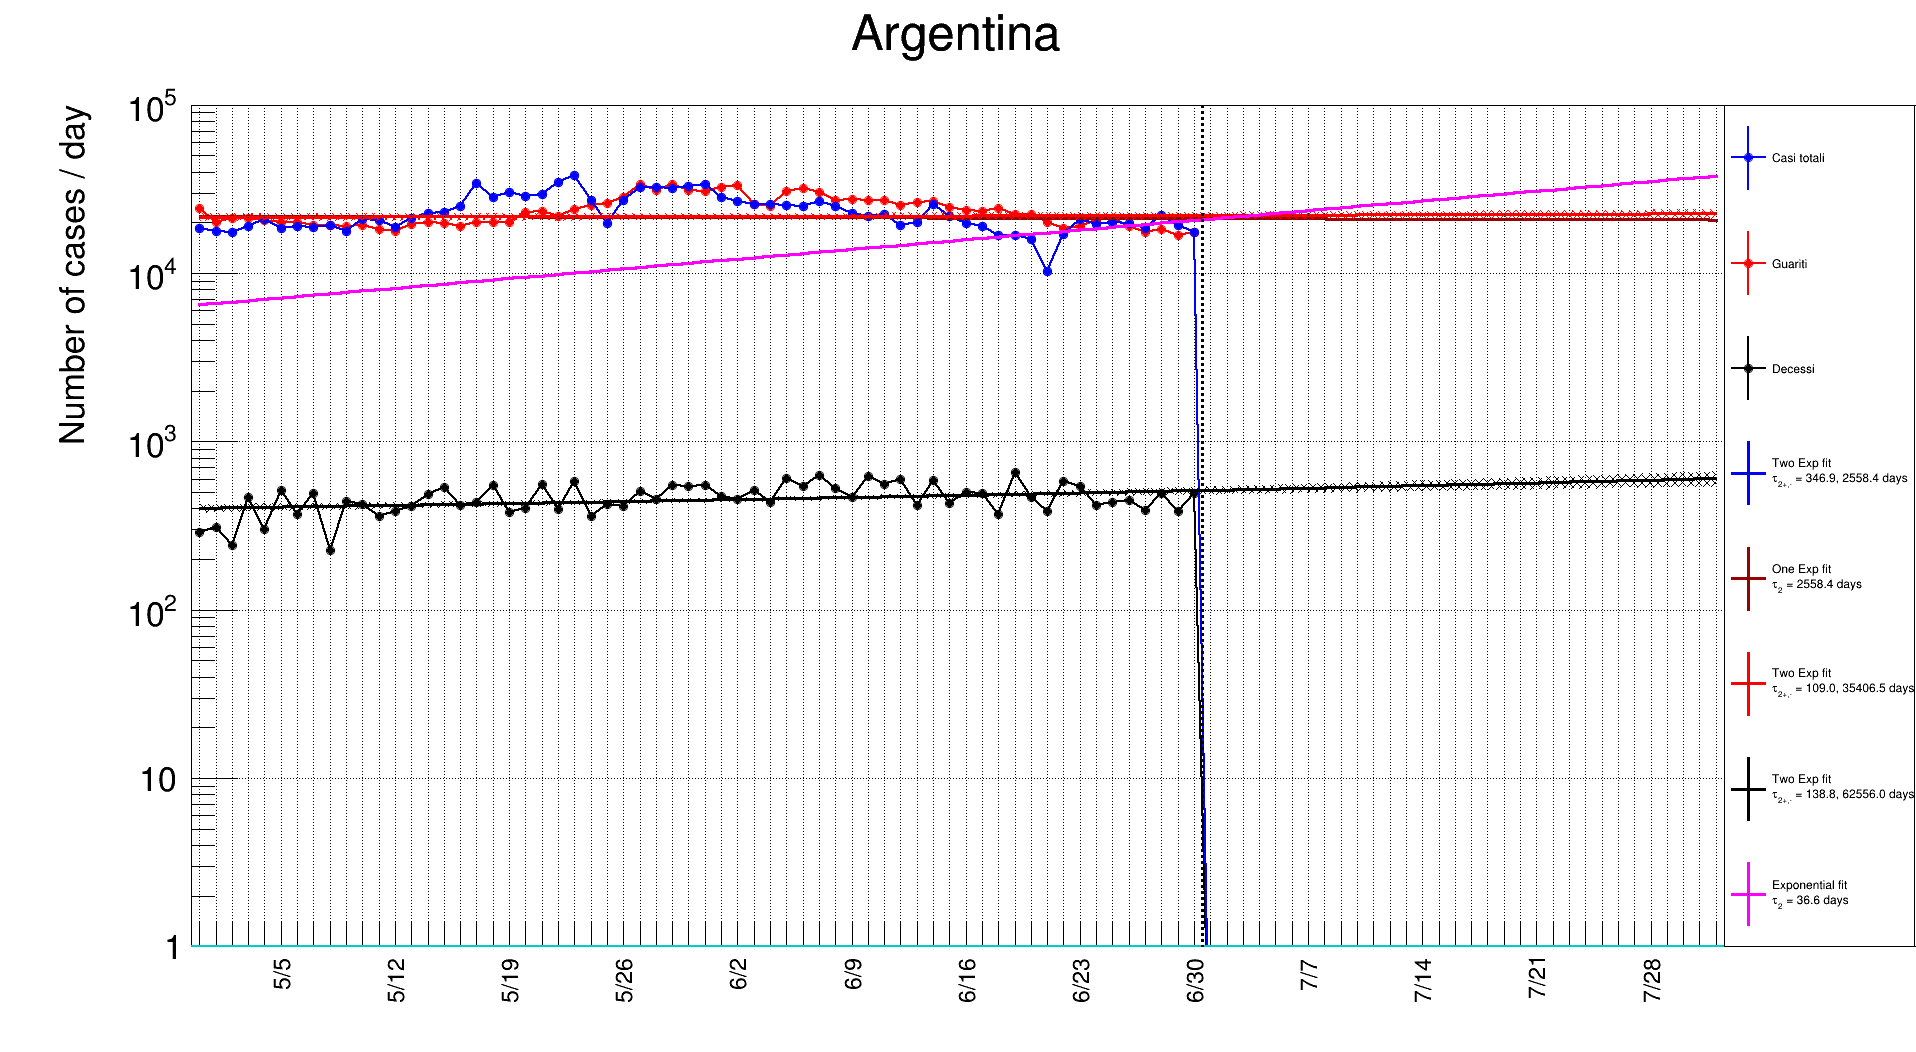 Argentina
Number of cases / day
10^5
10^4
10^3
10^2
10
1
5/5
5/12
5/19
5/26
6/2
6/9
6/16
6/23
6/30
7/7
7/14
7/21
7/28
Casi totali
Guariti
Decessi
Two Exp fit
τ2+,- = 346.9, 2558.4 days
One Exp fit
τ2 = 2558.4 days
Two Exp fit
τ2+,- = 109.0, 35406.5 days
Two Exp fit
τ2+,- = 138.8, 62556.0 days
Exponential fit
τ2 = 36.6 days